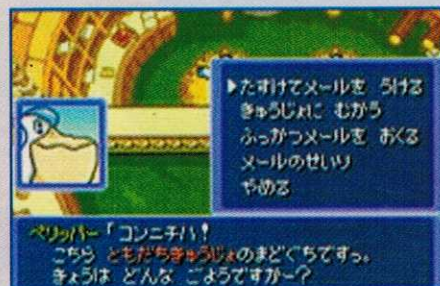 ▶たすけてメールを うける
きゅうじょに むかう
ふっかつメールを おくる
メールのせいり
やめる
ペリッパー「コンニチハ!
こちら ともだちきゅうじょのまどぐちですっ。
きょうは どんな ごようですかー?